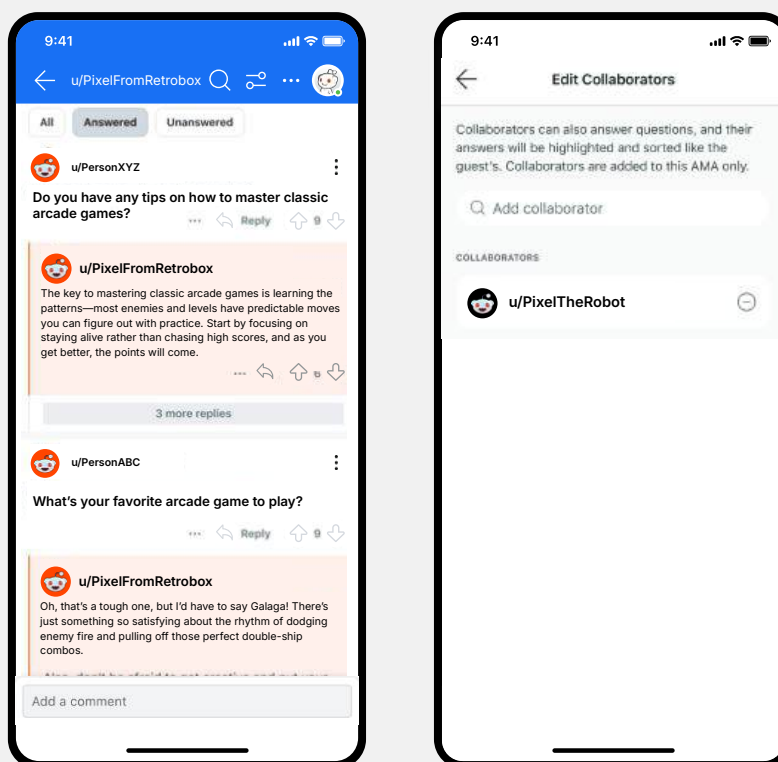 9:41
u/PixelFromRetrobox
All
Answered
Unanswered
u/PersonXYZ
Do you have any tips on how to master classic
arcade games?
Reply
9
u/PixelFromRetrobox
The key to mastering classic arcade games is learning the
patterns—most enemies and levels have predictable moves
you can figure out with practice. Start by focusing on
staying alive rather than chasing high scores, and as you
get better, the points will come.
3 more replies
u/PersonABC
What's your favorite arcade game to play?
Reply
9
u/PixelFromRetrobox
Oh, that's a tough one, but I'd have to say Galaga! There's
just something so satisfying about the rhythm of dodging
enemy fire and pulling off those perfect double-ship
combos.
Add a comment
9:41
Edit Collaborators
Collaborators can also answer questions, and their
answers will be highlighted and sorted like the
guest's. Collaborators are added to this AMA only.
Add collaborator
COLLABORATORS
u/PixelTheRobot